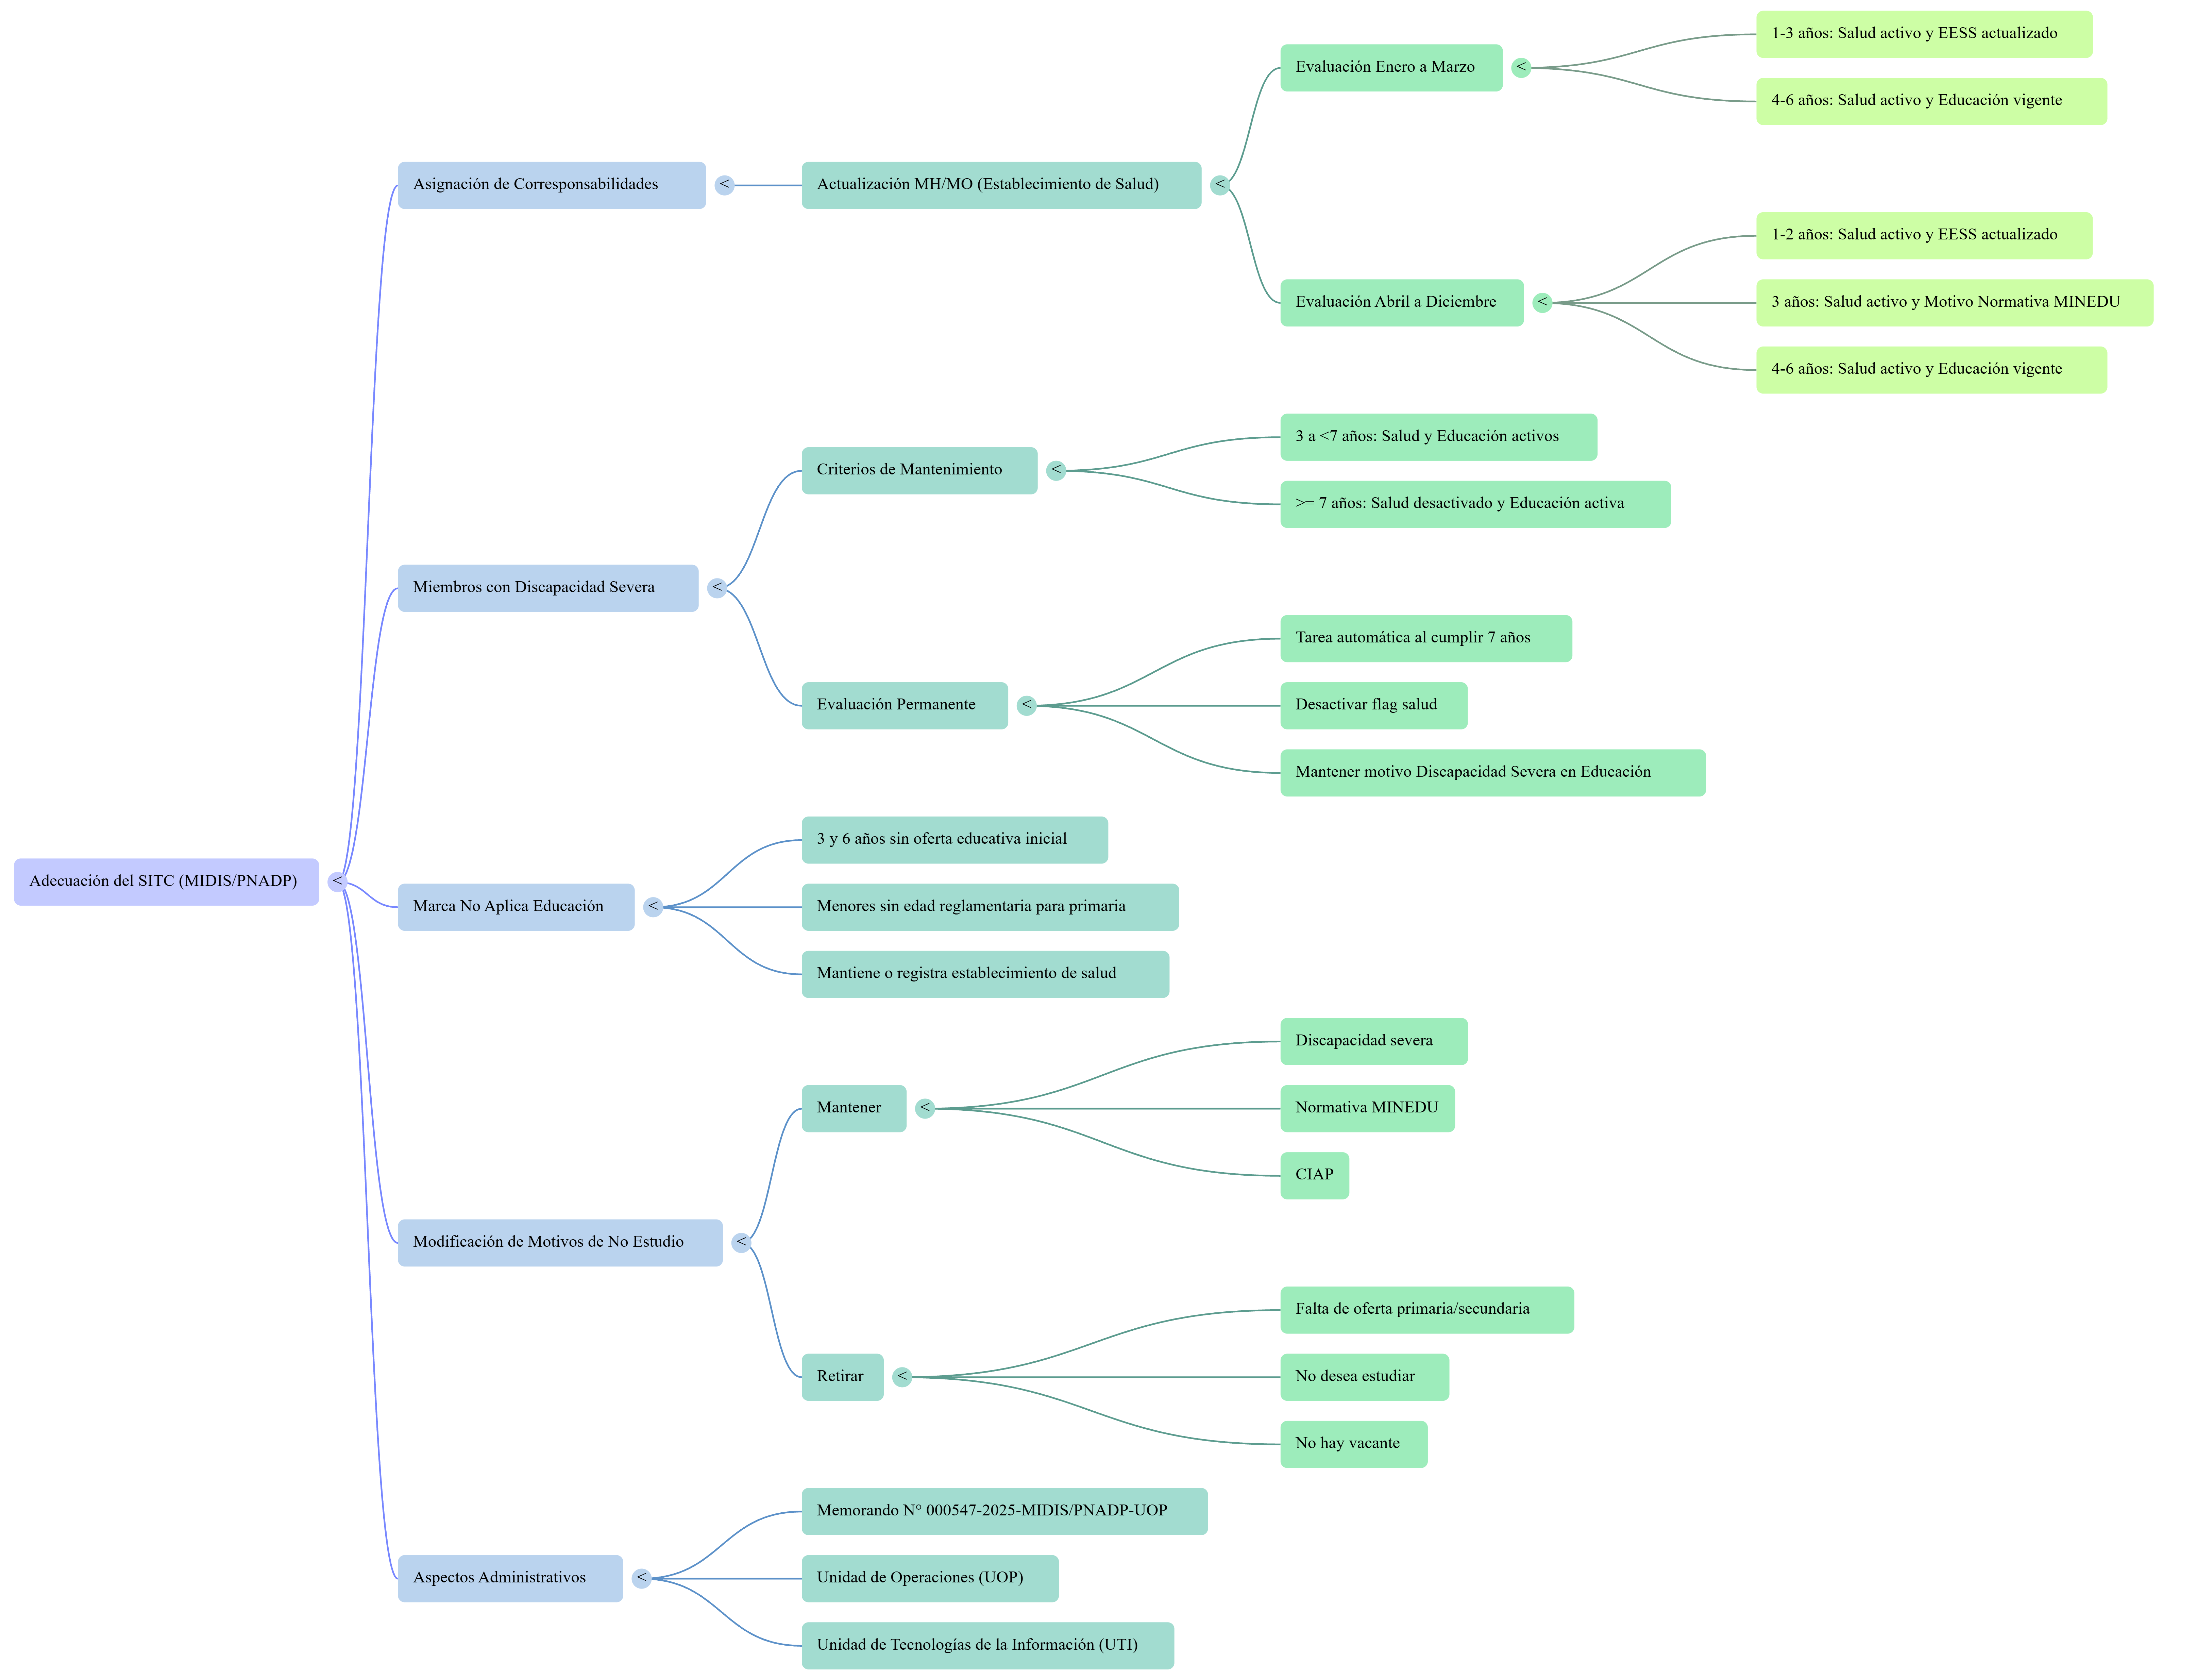 Adecuación del SITC (MIDIS/PNADP)
<
Asignación de Corresponsabilidades
<
Actualización MH/MO (Establecimiento de Salud)
<
Evaluación Enero a Marzo
<
1-3 años: Salud activo y EESS actualizado
4-6 años: Salud activo y Educación vigente
Evaluación Abril a Diciembre
<
1-2 años: Salud activo y EESS actualizado
3 años: Salud activo y Motivo Normativa MINEDU
4-6 años: Salud activo y Educación vigente
Miembros con Discapacidad Severa
<
Criterios de Mantenimiento
<
3 a <7 años: Salud y Educación activos
>= 7 años: Salud desactivado y Educación activa
Evaluación Permanente
<
Tarea automática al cumplir 7 años
Desactivar flag salud
Mantener motivo Discapacidad Severa en Educación
Marca No Aplica Educación
<
3 y 6 años sin oferta educativa inicial
Menores sin edad reglamentaria para primaria
Mantiene o registra establecimiento de salud
Modificación de Motivos de No Estudio
<
Mantener
<
Discapacidad severa
Normativa MINEDU
CIAP
Retirar
<
Falta de oferta primaria/secundaria
No desea estudiar
No hay vacante
Aspectos Administrativos
<
Memorando N° 000547-2025-MIDIS/PNADP-UOP
Unidad de Operaciones (UOP)
Unidad de Tecnologías de la Información (UTI)